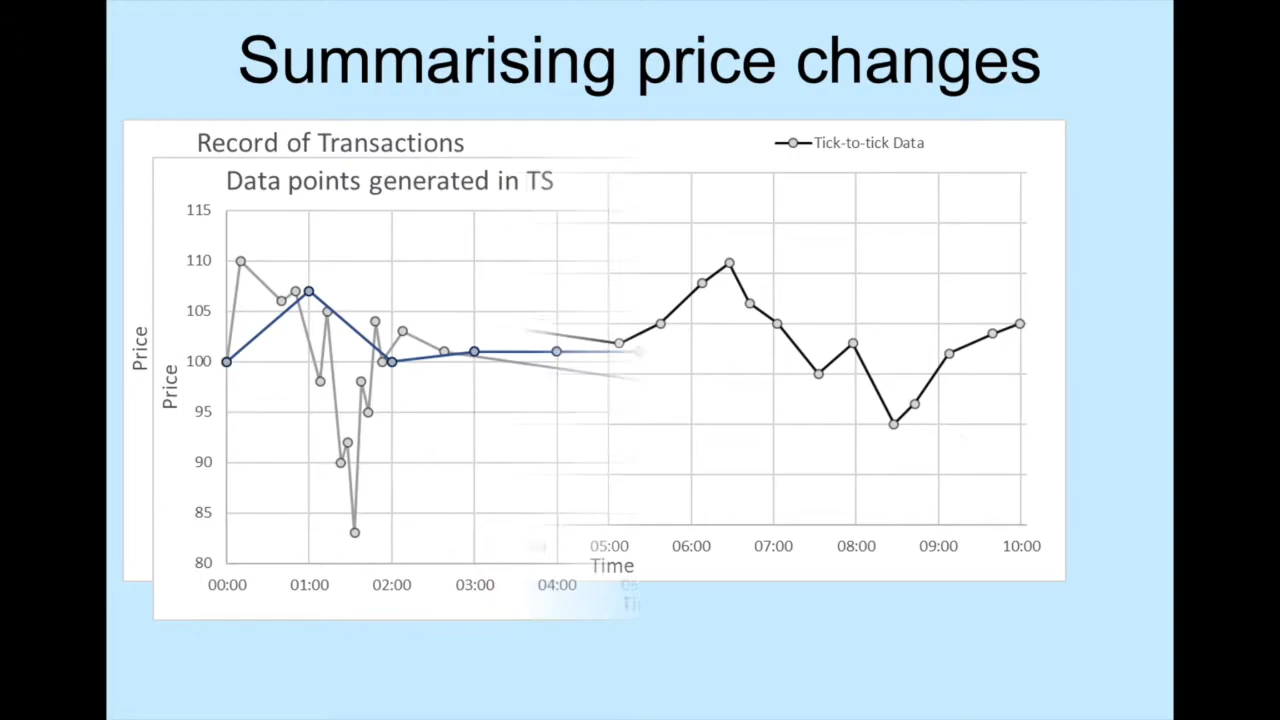 Summarising price changes
Record of Transactions
Tick-to-tick Data
Data points generated in TS
Price
Price
115
110
105
100
95
90
85
80
00:00 01:00 02:00 03:00 04:00
05:00 06:00 07:00 08:00 09:00 10:00
Time